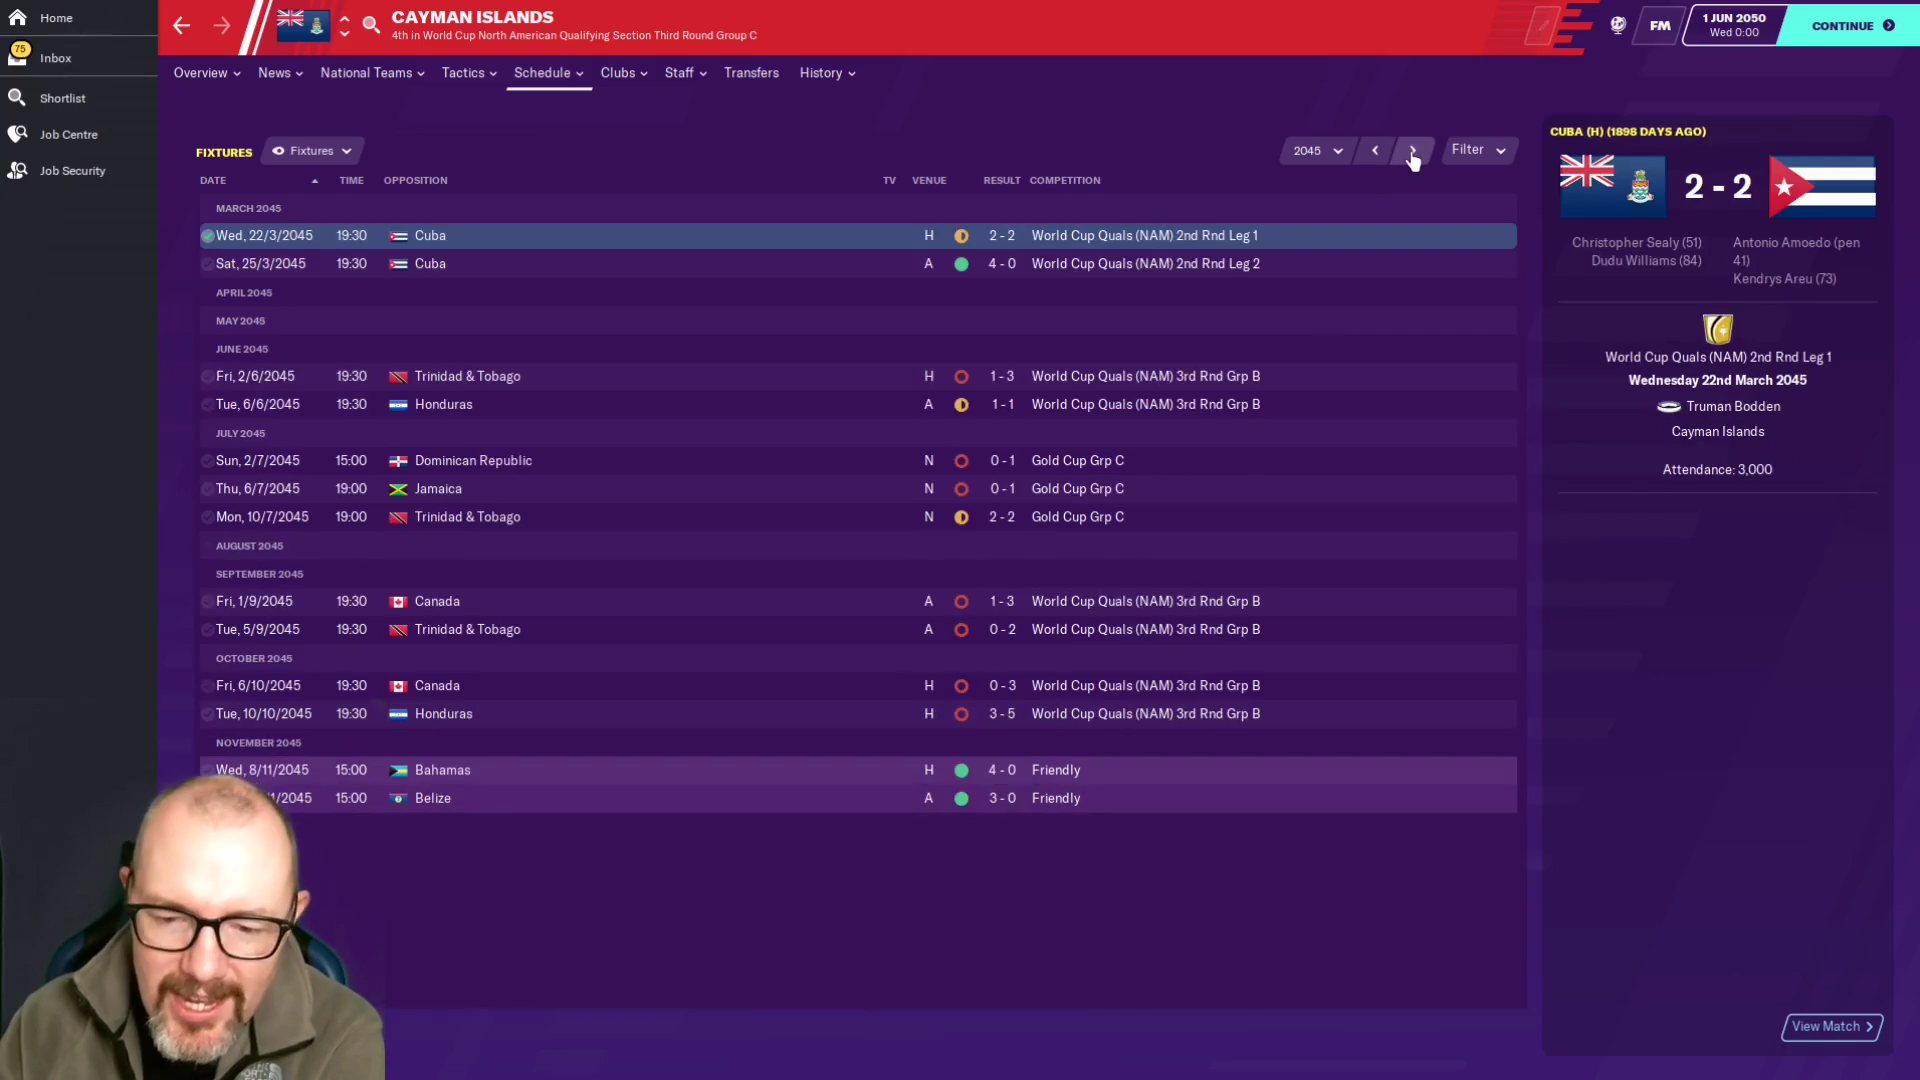 Home
75
Inbox
Shortlist
Job Centre
Job Security
CAYMAN ISLANDS
4th in World Cup North American Qualifying Section Third Round Group C
FM
1 JUN 2050
Wed 0:00
CONTINUE
Overview News National Teams Tactics Schedule Clubs Staff Transfers History
FIXTURES Fixtures 2045 Filter
DATE TIME OPPOSITION TV VENUE RESULT COMPETITION
MARCH 2045
Wed, 22/3/2045 19:30 Cuba H 2 - 2 World Cup Quals (NAM) 2nd Rnd Leg 1
Sat, 25/3/2045 19:30 Cuba A 4 - 0 World Cup Quals (NAM) 2nd Rnd Leg 2
APRIL 2045
MAY 2045
JUNE 2045
Fri, 2/6/2045 19:30 Trinidad & Tobago H 1 - 3 World Cup Quals (NAM) 3rd Rnd Grp B
Tue, 6/6/2045 19:30 Honduras A 1 - 1 World Cup Quals (NAM) 3rd Rnd Grp B
JULY 2045
Sun, 2/7/2045 15:00 Dominican Republic N 0 - 1 Gold Cup Grp C
Thu, 6/7/2045 19:00 Jamaica N 0 - 1 Gold Cup Grp C
Mon, 10/7/2045 19:00 Trinidad & Tobago N 2 - 2 Gold Cup Grp C
AUGUST 2045
SEPTEMBER 2045
Fri, 1/9/2045 19:30 Canada A 1 - 3 World Cup Quals (NAM) 3rd Rnd Grp B
Tue, 5/9/2045 19:30 Trinidad & Tobago A 0 - 2 World Cup Quals (NAM) 3rd Rnd Grp B
OCTOBER 2045
Fri, 6/10/2045 19:30 Canada H 0 - 3 World Cup Quals (NAM) 3rd Rnd Grp B
Tue, 10/10/2045 19:30 Honduras H 3 - 5 World Cup Quals (NAM) 3rd Rnd Grp B
NOVEMBER 2045
Wed, 8/11/2045 15:00 Bahamas H 4 - 0 Friendly
1/2045 15:00 Belize A 3 - 0 Friendly
CUBA (H) (1898 DAYS AGO)
2 - 2
Christopher Sealy (51)
Dudu Williams (84)
Antonio Amoedo (pen
41)
Kendrys Areu (73)
World Cup Quals (NAM) 2nd Rnd Leg 1
Wednesday 22nd March 2045
Truman Bodden
Cayman Islands
Attendance: 3,000
View Match